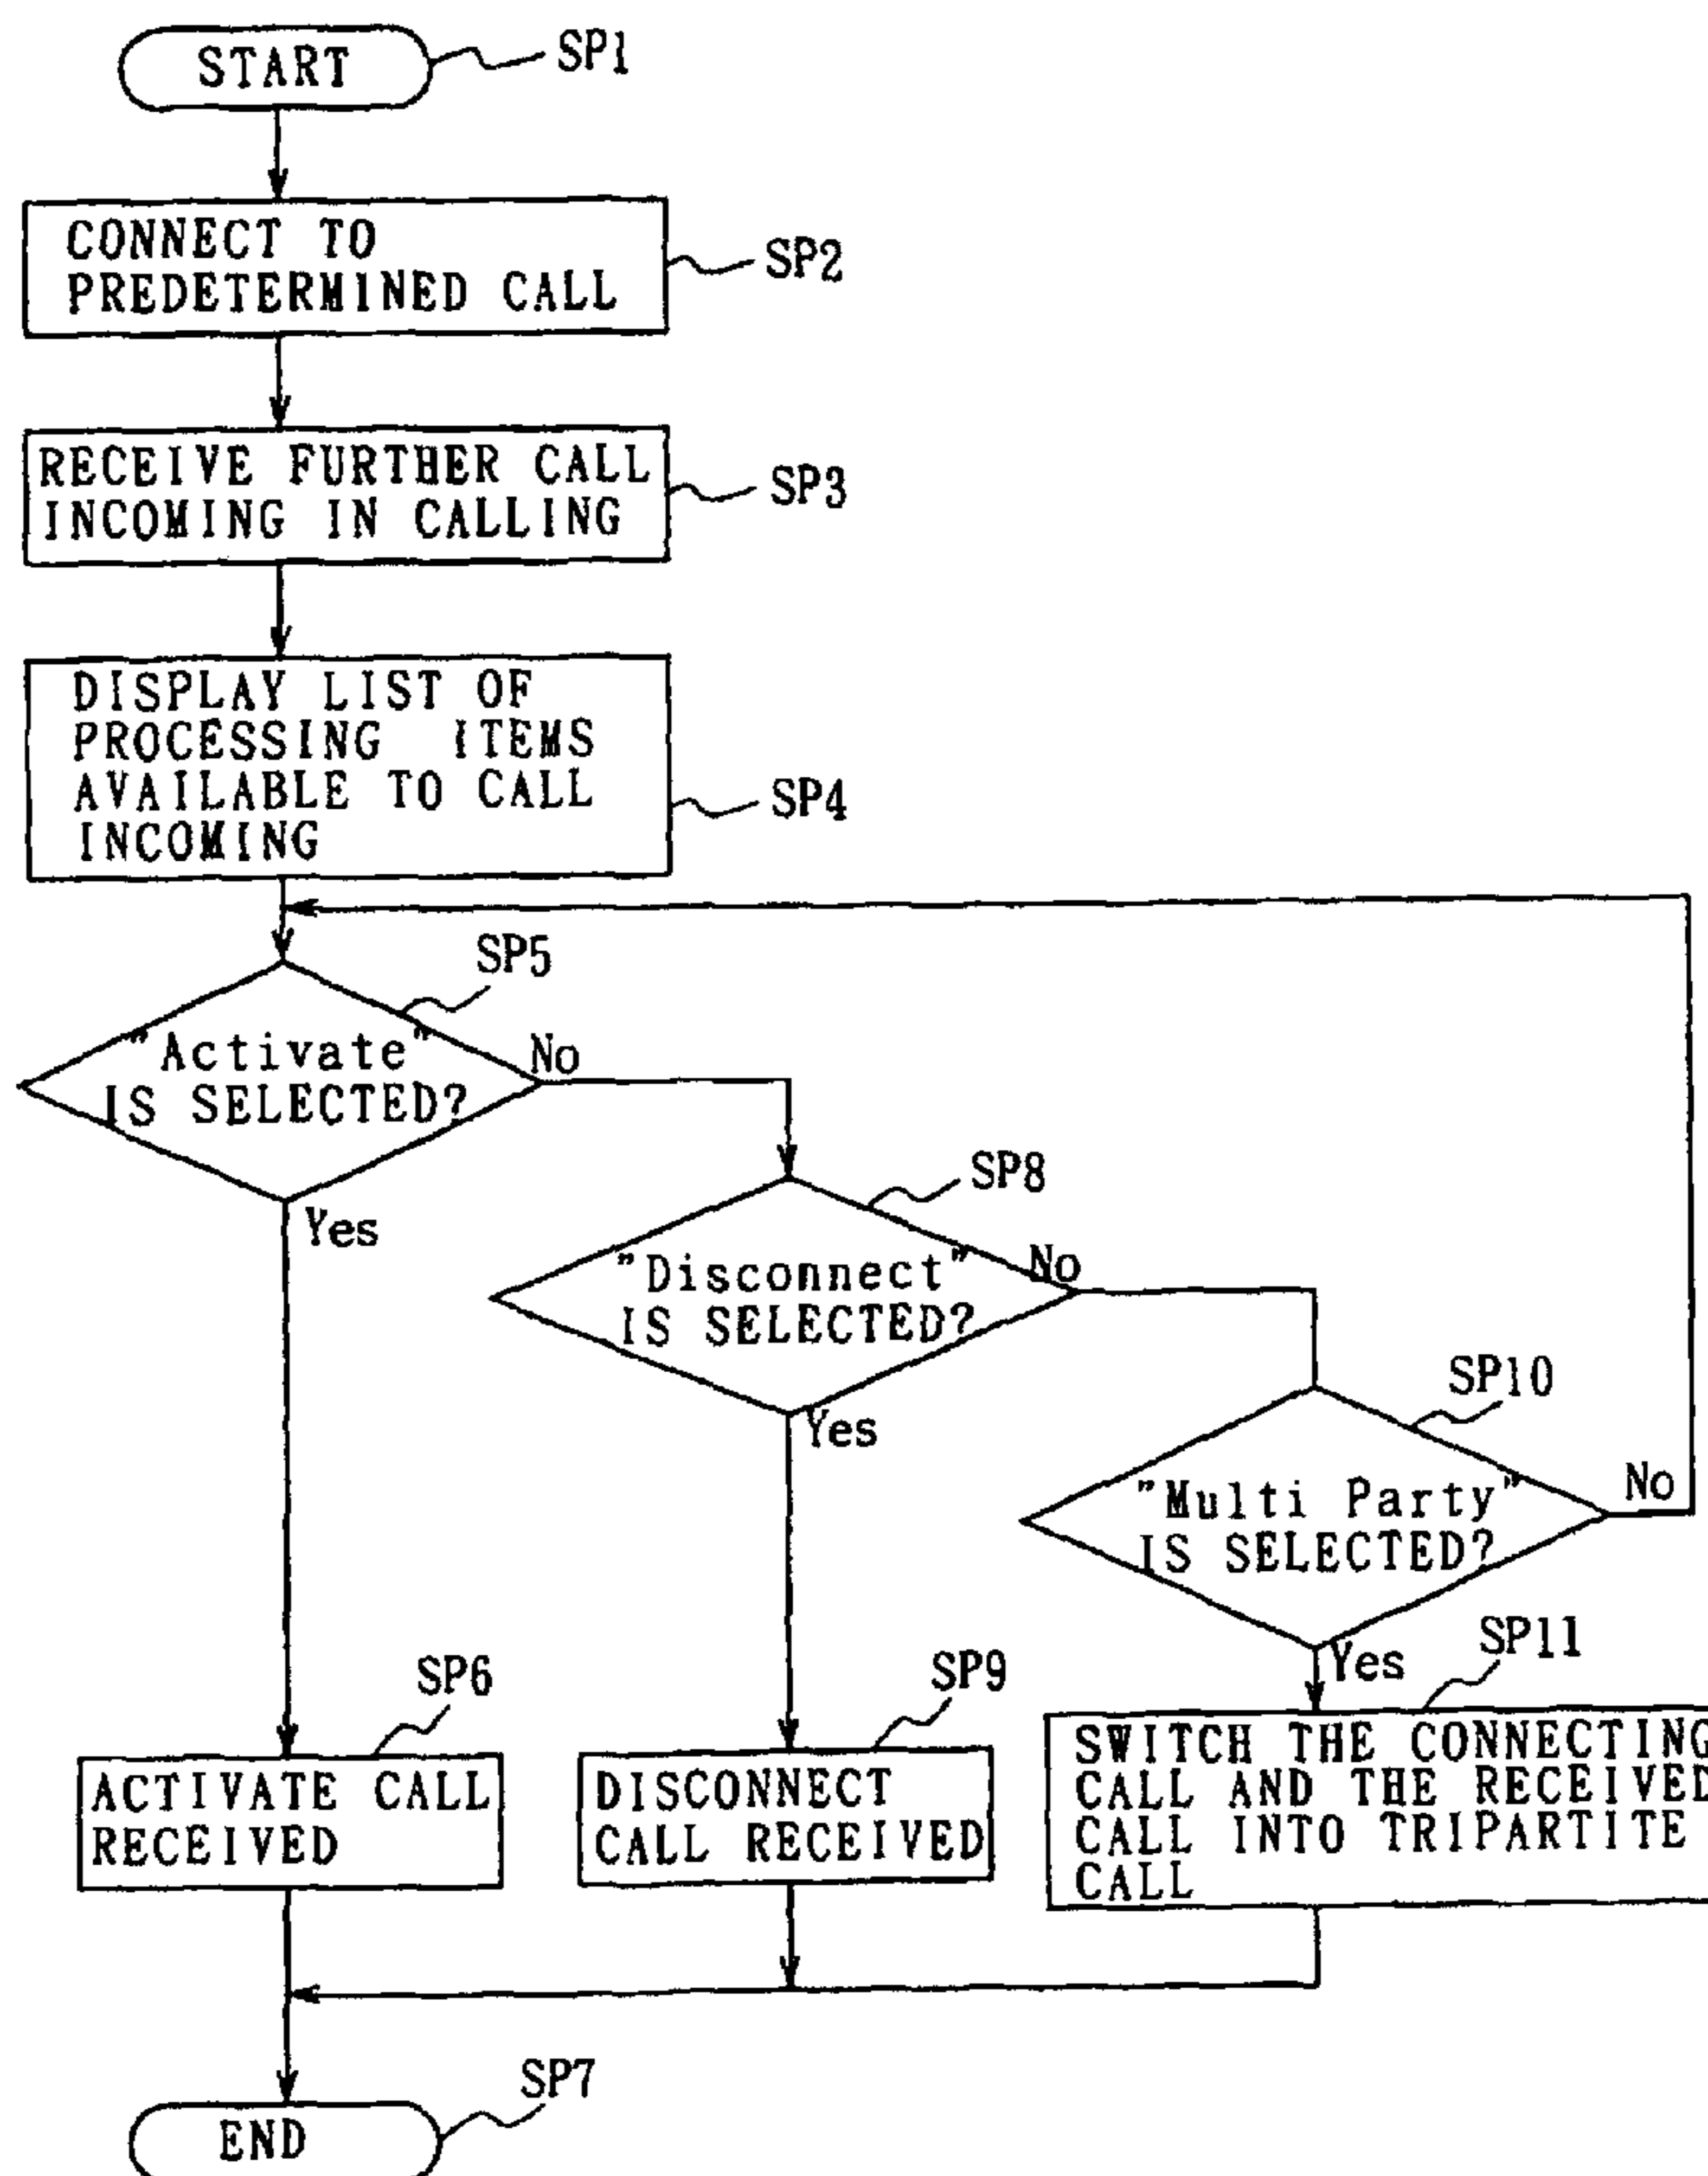 START
SP1
CONNECT TO
PREDETERMINED CALL
SP2
RECEIVE FURTHER CALL
INCOMING IN CALLING
SP3
DISPLAY LIST OF
PROCESSING ITEMS
AVAILABLE TO CALL
INCOMING
SP4
SP5
"Activate"
IS SELECTED?
No
Yes
SP8
"Disconnect"
IS SELECTED?
No
Yes
SP10
"Multi Party"
IS SELECTED?
No
Yes
SP6
ACTIVATE CALL
RECEIVED
SP9
DISCONNECT
CALL RECEIVED
SP11
SWITCH THE CONNECTING
CALL AND THE RECEIVED
CALL INTO TRIPARTITE
CALL
SP7
END